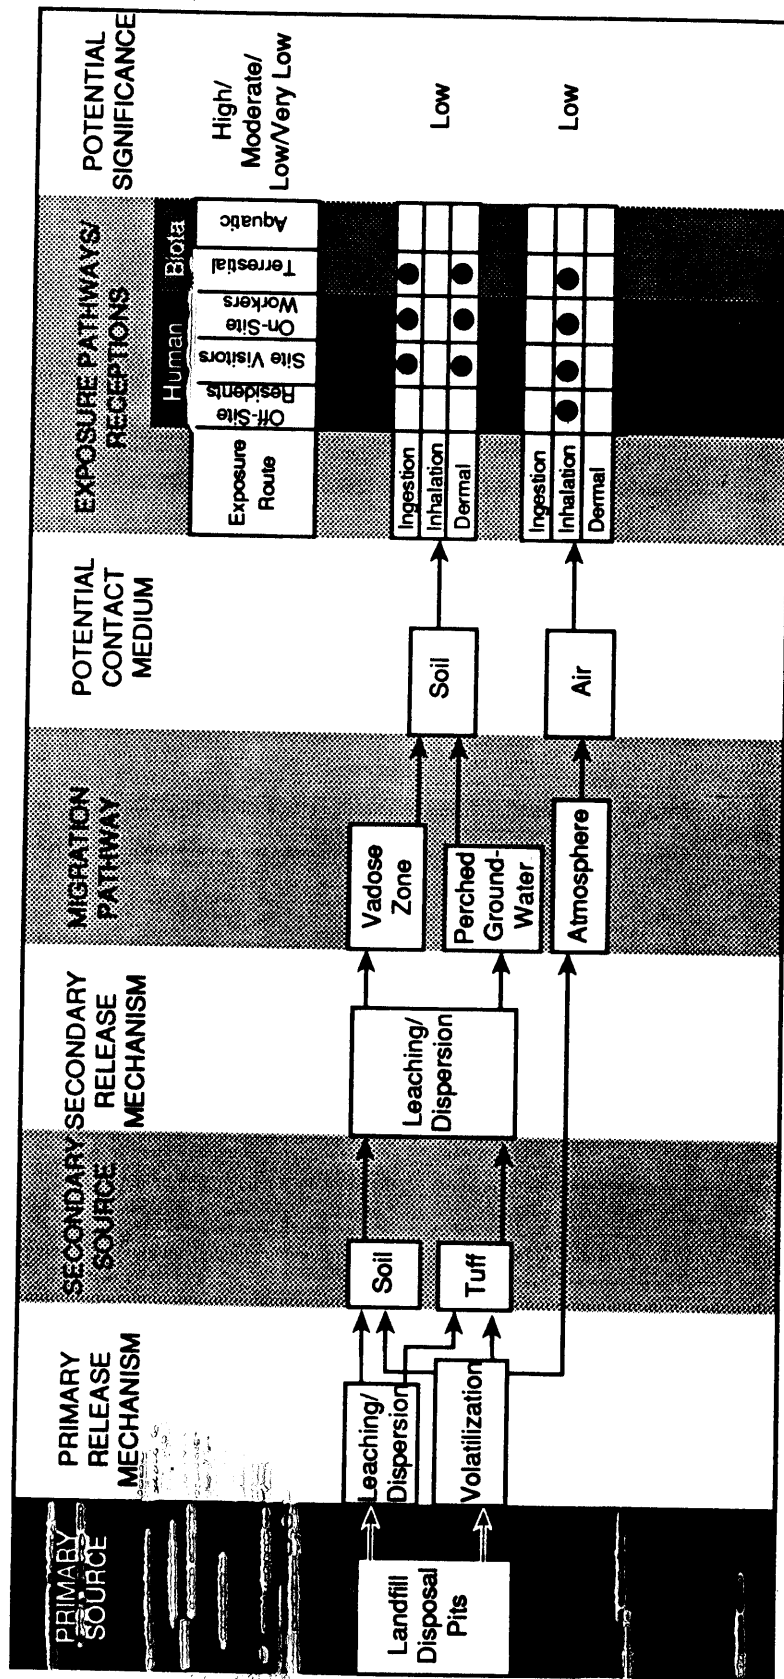 PRIMARY
SOURCE
PRIMARY
RELEASE
MECHANISM
SECONDARY
SOURCE
SECONDARY
RELEASE
MECHANISM
MIGRATION
PATHWAY
POTENTIAL
CONTACT
MEDIUM
EXPOSURE PATHWAYS/
RECEPTIONS
POTENTIAL
SIGNIFICANCE
Human
Biota
Exposure
Route
Off-Site
Residents
Site Visitors
On-Site
Workers
Terrestial
Aquatic
High/
Moderate/
Low/Very Low
Landfill
Disposal
Pits
Leaching/
Dispersion
Volatilization
Soil
Tuff
Leaching/
Dispersion
Vadose
Zone
Perched
Ground-
Water
Atmosphere
Soil
Air
Ingestion
Inhalation
Dermal
Low
Ingestion
Inhalation
Dermal
Low